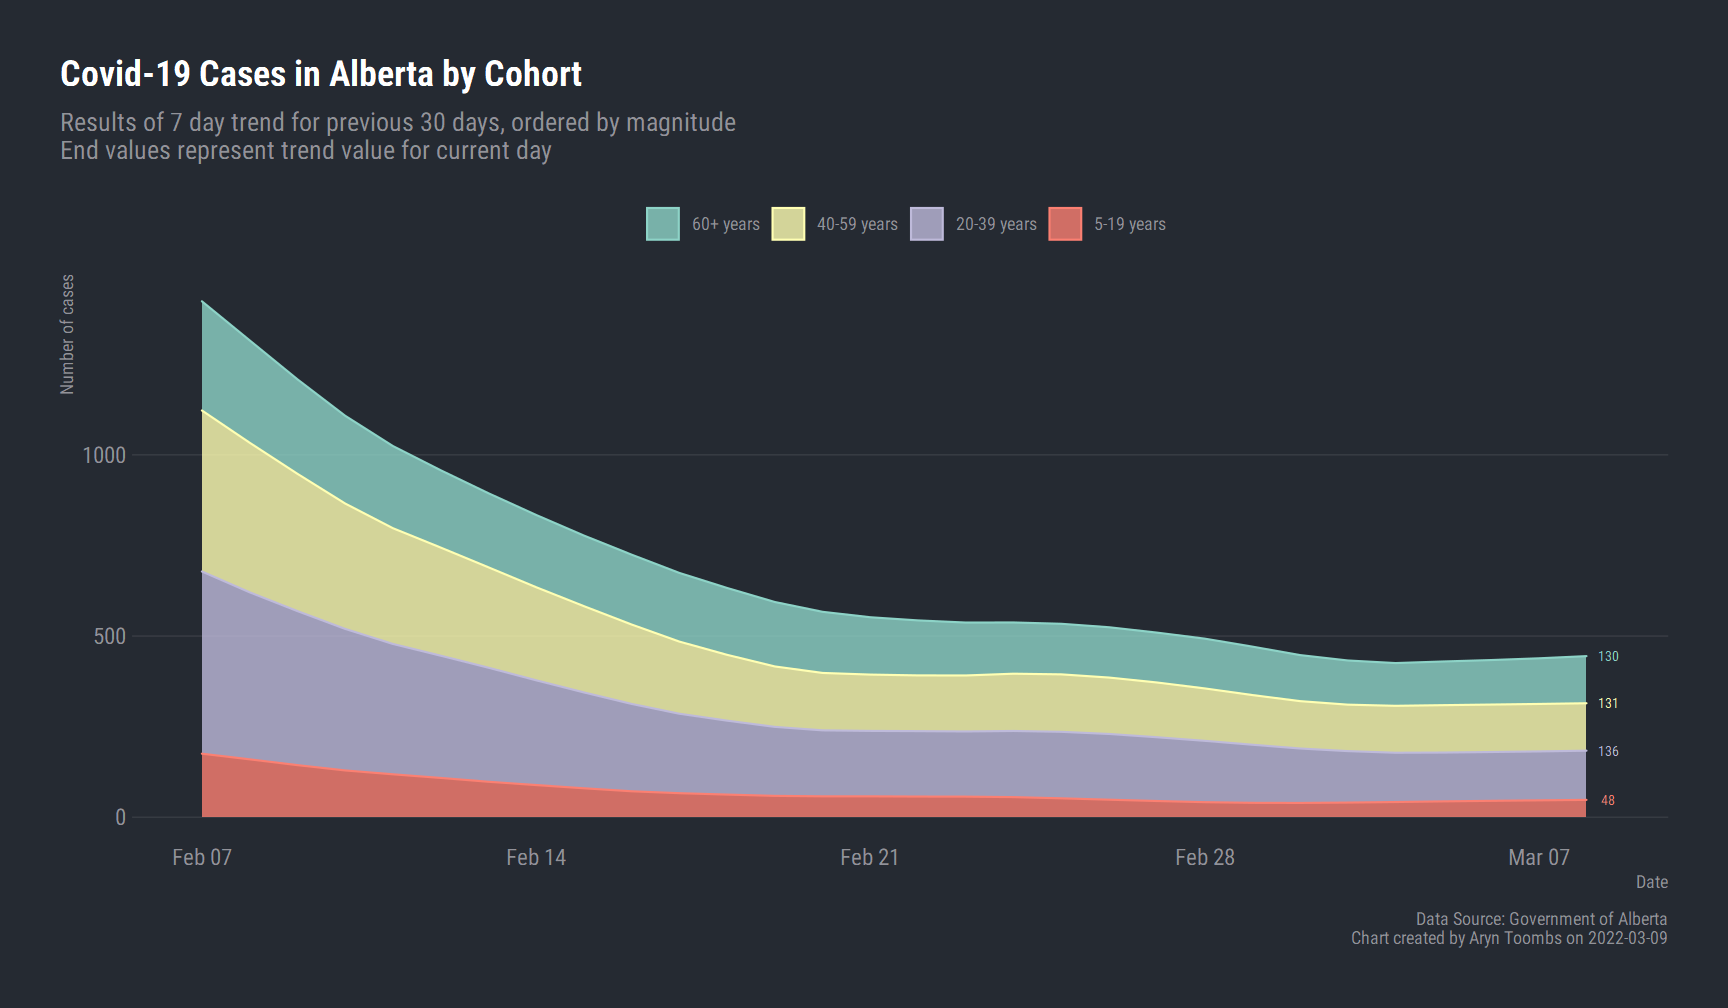 Covid-19 Cases in Alberta by Cohort
Results of 7 day trend for previous 30 days, ordered by magnitude
End values represent trend value for current day
60+ years
40-59 years
20-39 years
5-19 years
Number of cases
1000
500
0
130
131
136
48
Feb 07
Feb 14
Feb 21
Feb 28
Mar 07
Date
Data Source: Government of Alberta
Chart created by Aryn Toombs on 2022-03-09